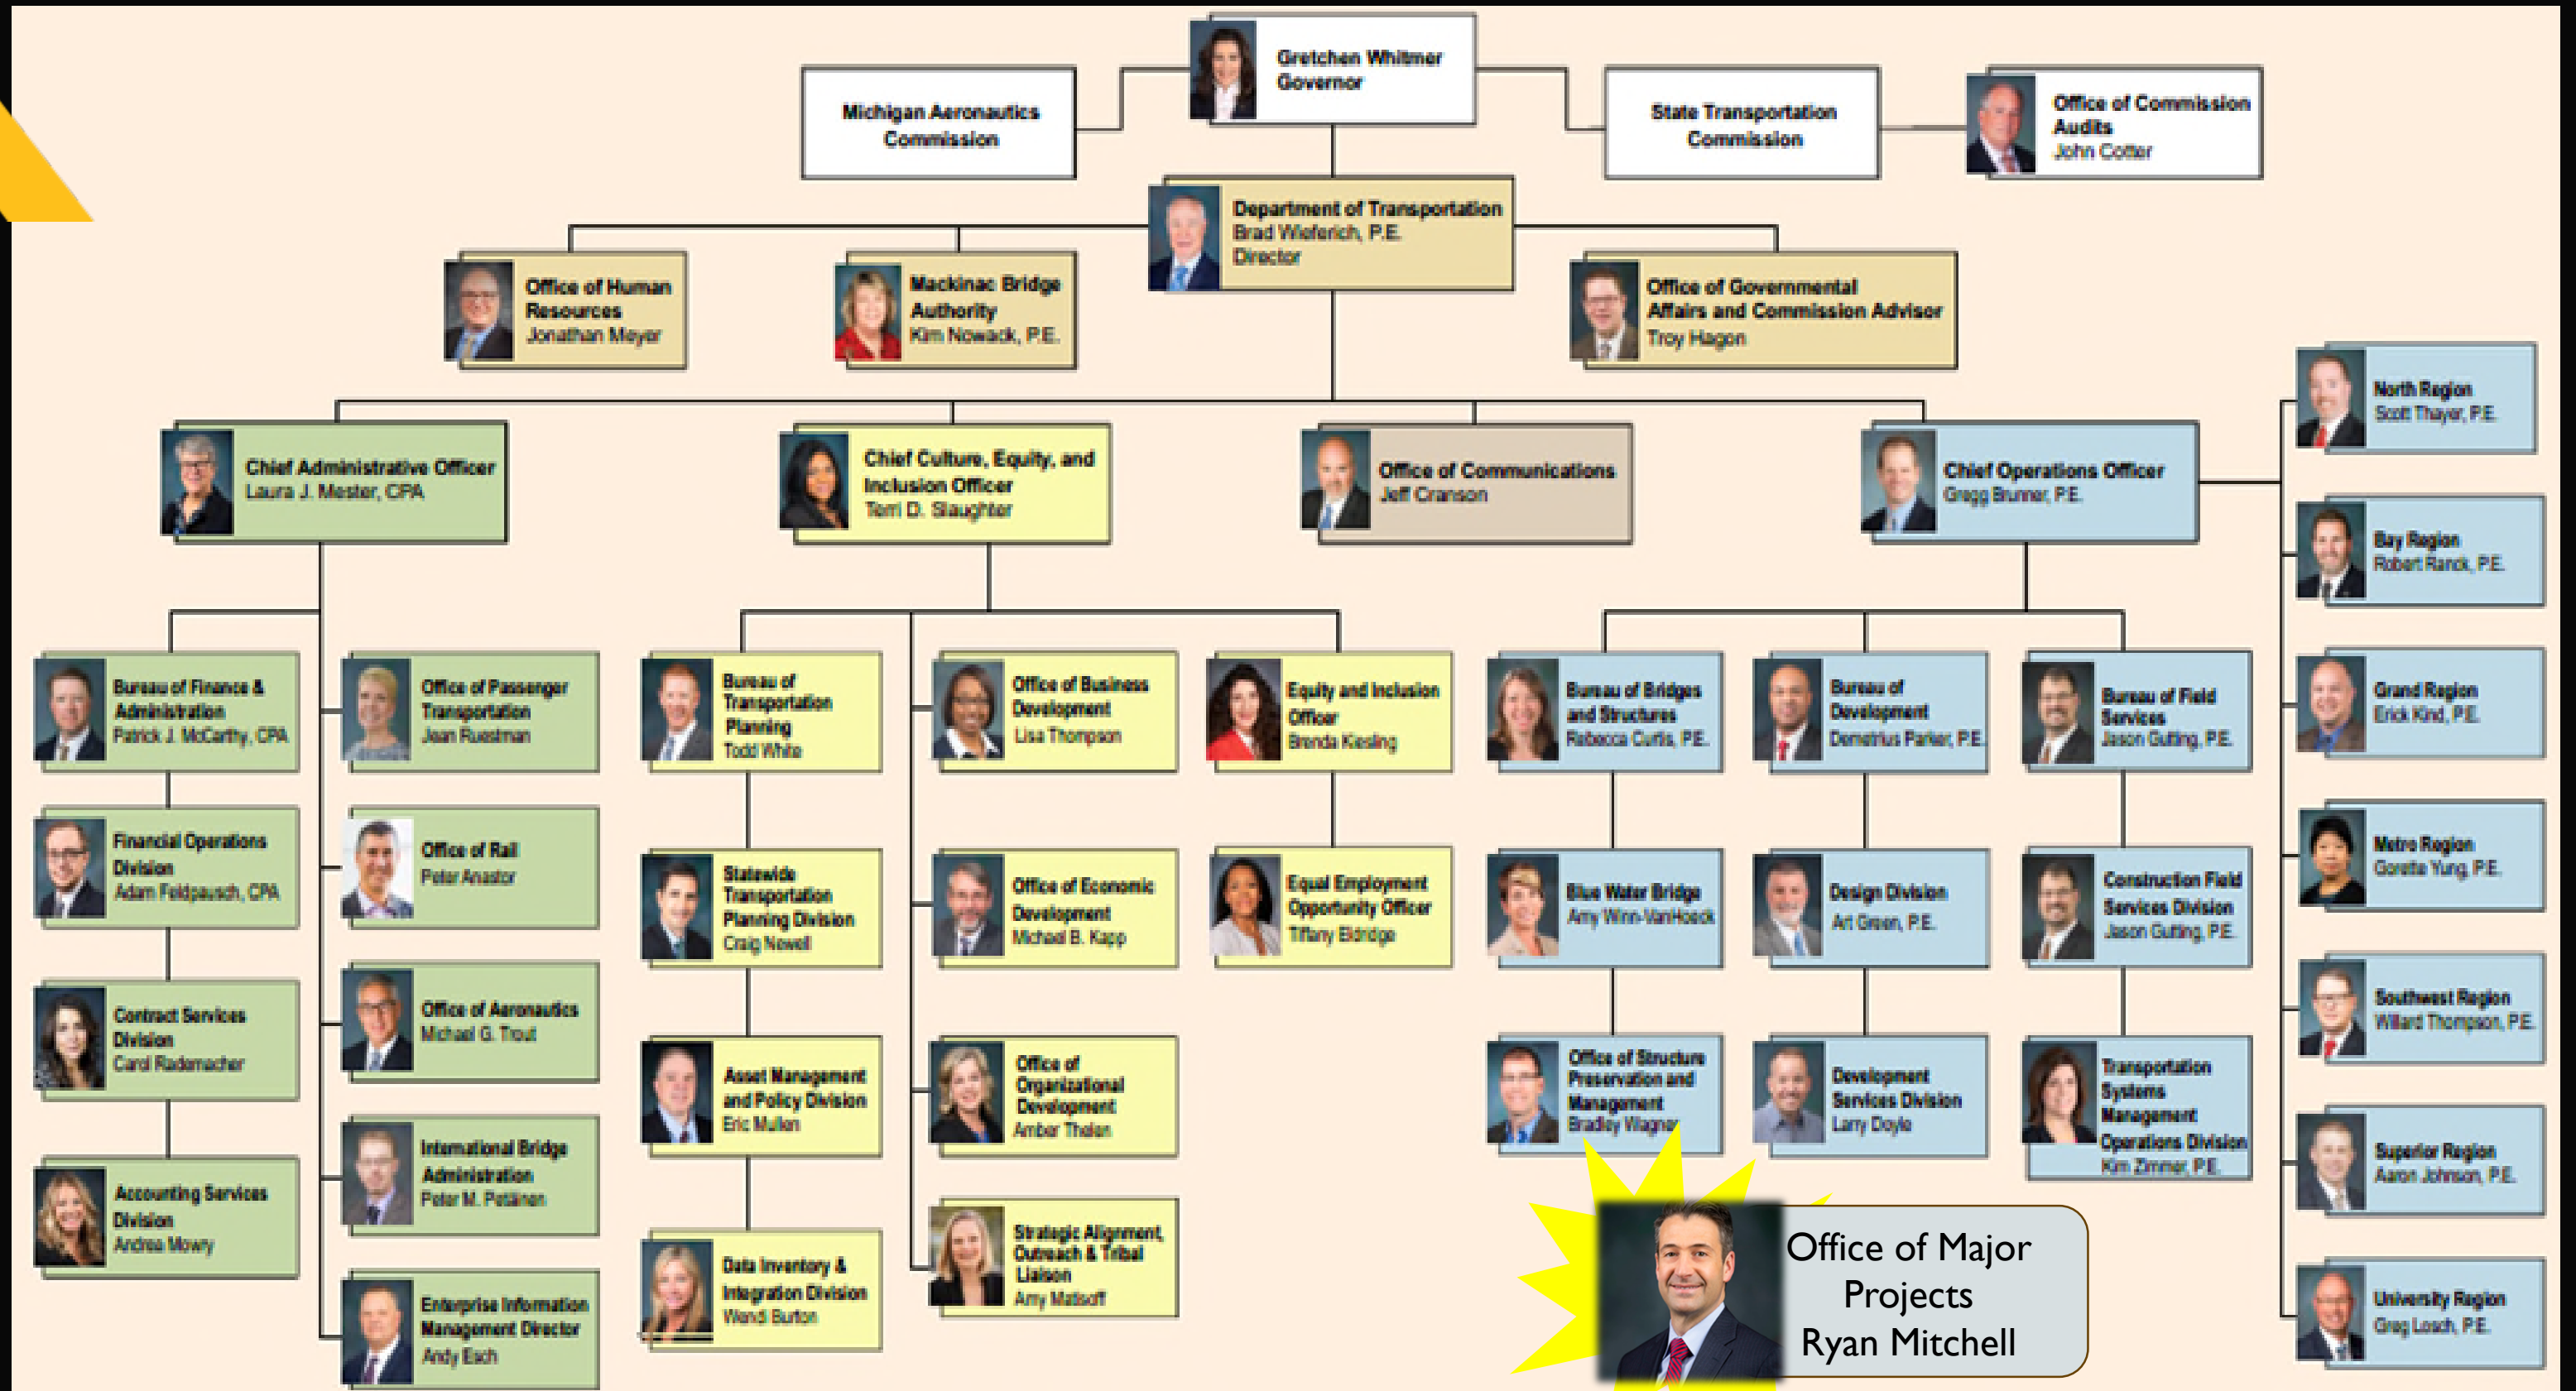 Gretchen Whitmer
Governor
Michigan Aeronautics
Commission
State Transportation
Commission
Office of Commission
Audits
John Cotter
Department of Transportation
Brad Wieferich, P.E.
Director
Office of Human
Resources
Jonathan Meyer
Mackinac Bridge
Authority
Kim Nowack, P.E.
Office of Governmental
Affairs and Commission Advisor
Troy Hagon
Chief Administrative Officer
Laura J. Mester, CPA
Chief Culture, Equity, and
Inclusion Officer
Terri D. Slaughter
Office of Communications
Jeff Cranson
Chief Operations Officer
Gregg Brunner, P.E.
Bureau of Finance &
Administration
Patrick J. McCarthy, CPA
Financial Operations
Division
Adam Feldpausch, CPA
Contract Services
Division
Carol Rademacher
Accounting Services
Division
Andrea Mowry
Office of Passenger
Transportation
Jean Ruestman
Office of Rail
Peter Anastor
Office of Aeronautics
Michael G. Trout
International Bridge
Administration
Peter M. Petäinen
Enterprise Information
Management Director
Andy Esch
Bureau of
Transportation
Planning
Todd White
Statewide
Transportation
Planning Division
Craig Newell
Asset Management
and Policy Division
Eric Mullen
Data Inventory &
Integration Division
Wendi Burton
Office of Business
Development
Lisa Thompson
Office of Economic
Development
Michael B. Kapp
Office of
Organizational
Development
Amber Thelen
Strategic Alignment,
Outreach & Tribal
Liaison
Amy Matisoff
Equity and Inclusion
Officer
Brenda Kiesling
Equal Employment
Opportunity Officer
Tiffany Eldridge
Bureau of Bridges
and Structures
Rebecca Curtis, P.E.
Blue Water Bridge
Amy Winn-VanHoeck
Office of Structure
Preservation and
Management
Bradley Wagner
Bureau of
Development
Demetrius Parker, P.E.
Design Division
Art Green, P.E.
Development
Services Division
Larry Doyle
Bureau of Field
Services
Jason Gutting, P.E.
Construction Field
Services Division
Jason Gutting, P.E.
Transportation
Systems
Management
Operations Division
Kim Zimmer, P.E.
North Region
Scott Thayer, P.E.
Bay Region
Robert Ranck, P.E.
Grand Region
Erick Kind, P.E.
Metro Region
Gorette Yung, P.E.
Southwest Region
Willard Thompson, P.E.
Superior Region
Aaron Johnson, P.E.
University Region
Greg Losch, P.E.
Office of Major
Projects
Ryan Mitchell